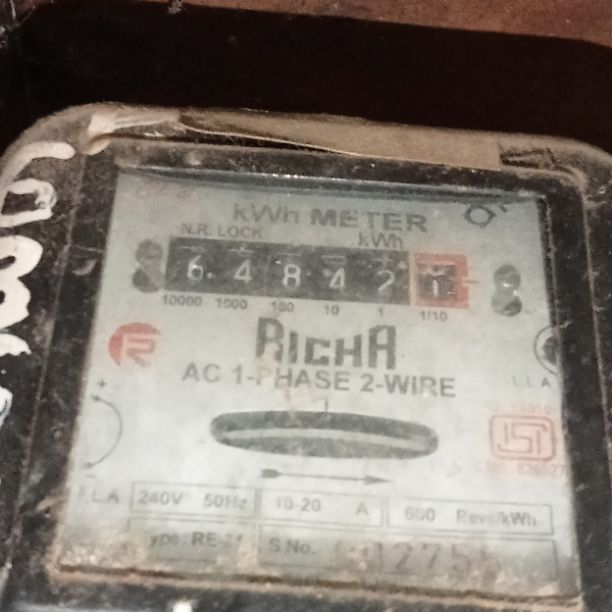 kWh METER
N.R. LOCK kWh
6 4 8 4 2
10000 1000 100 10 1 1/10
RICHA
AC 1-PHASE 2-WIRE
I.L.A
ISI
F.L.A 240V 50Hz 10-20 A 600 Revs/kWh
S.No.